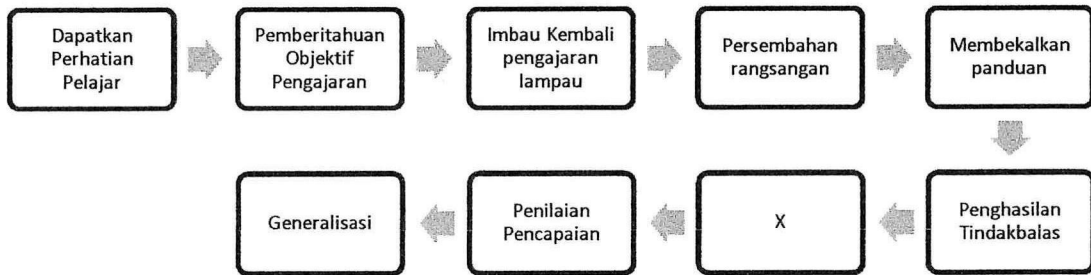 Dapatkan
Perhatian
Pelajar
Pemberitahuan
Objektif
Pengajaran
Imbau Kembali
pengajaran
lampau
Persembahan
rangsangan
Membekalkan
panduan
Penghasilan
Tindakbalas
X
Penilaian
Pencapaian
Generalisasi